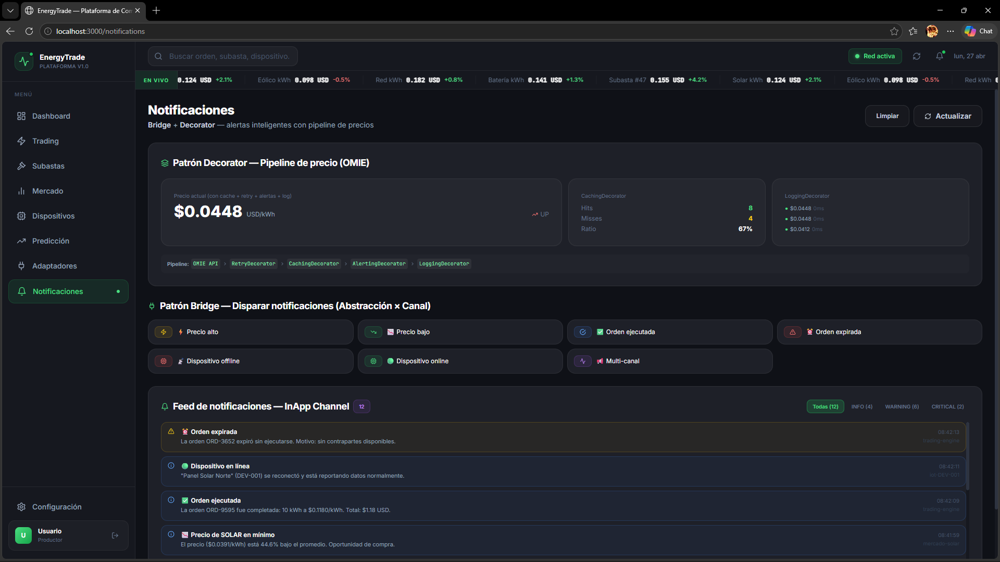 EnergyTrade — Plataforma de Con
localhost:3000/notifications
Chat
EnergyTrade
PLATAFORMA V1.0
Buscar orden, subasta, dispositivo.
Red activa
lun, 27 abr
EN VIVO 0.124 USD +2.1% Eólico kWh 0.098 USD -0.5% Red kWh 0.182 USD +0.8% Batería kWh 0.141 USD +1.3% Subasta #47 0.155 USD +4.2% Solar kWh 0.124 USD +2.1% Eólico kWh 0.098 USD -0.5% Red kWh
MENÚ
Dashboard
Trading
Subastas
Mercado
Dispositivos
Predicción
Adaptadores
Notificaciones
Configuración
U
Usuario
Productor
Notificaciones
Bridge + Decorator — alertas inteligentes con pipeline de precios
Limpiar
Actualizar
Patrón Decorator — Pipeline de precio (OMIE)
Precio actual (con cache + retry + alertas + log)
$0.0448 USD/kWh
UP
CachingDecorator
Hits 8
Misses 4
Ratio 67%
LoggingDecorator
$0.0448 0ms
$0.0448 0ms
$0.0412 0ms
Pipeline: OMIE API › RetryDecorator › CachingDecorator › AlertingDecorator › LoggingDecorator
Patrón Bridge — Disparar notificaciones (Abstracción × Canal)
Precio alto
Precio bajo
Orden ejecutada
Orden expirada
Dispositivo offline
Dispositivo online
Multi-canal
Feed de notificaciones — InApp Channel 12
Todas (12) INFO (4) WARNING (6) CRITICAL (2)
Orden expirada
08:42:13
La orden ORD-3652 expiró sin ejecutarse. Motivo: sin contrapartes disponibles.
trading-engine
Dispositivo en línea
08:42:11
"Panel Solar Norte" (DEV-001) se reconectó y está reportando datos normalmente.
iot-DEV-001
Orden ejecutada
08:42:09
La orden ORD-9595 fue completada: 10 kWh a $0.1180/kWh. Total: $1.18 USD.
trading-engine
Precio de SOLAR en mínimo
08:41:59
El precio ($0.0391/kWh) está 44.6% bajo el promedio. Oportunidad de compra.
mercado-solar